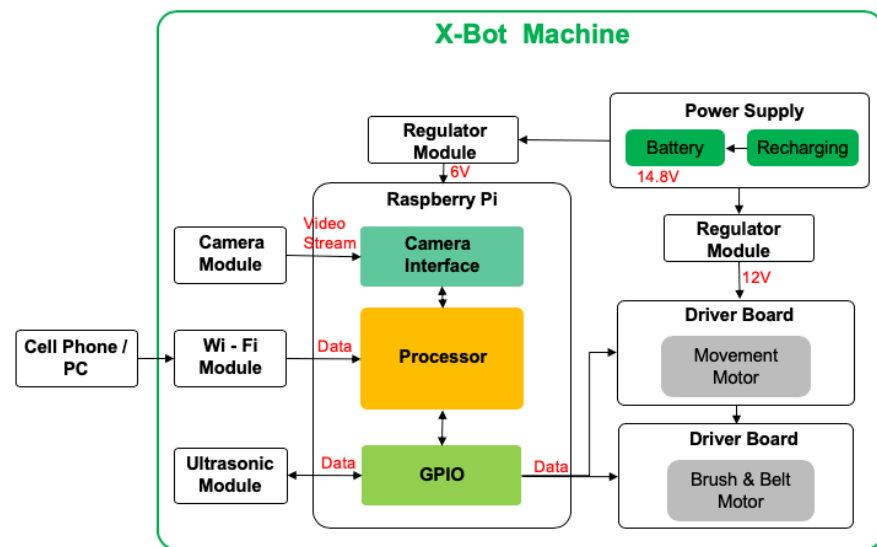 X-Bot Machine
Power Supply
Battery
Recharging
14.8V
Regulator
Module
6V
Regulator
Module
12V
Raspberry Pi
Camera
Module
Video
Stream
Camera
Interface
Cell Phone /
PC
Wi - Fi
Module
Data
Processor
Driver Board
Movement
Motor
Ultrasonic
Module
Data
GPIO
Data
Driver Board
Brush & Belt
Motor